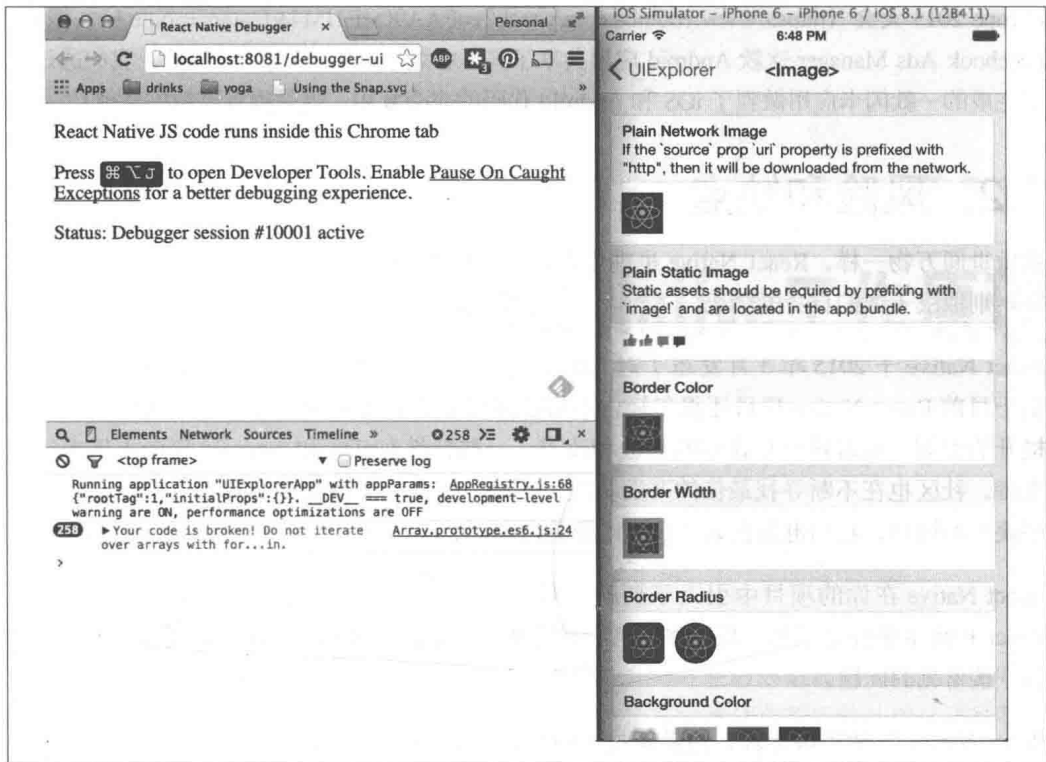 React Native Debugger
Personal
localhost:8081/debugger-ui
ABP
3
Apps
drinks
yoga
Using the Snap.svg
»
React Native JS code runs inside this Chrome tab
Press ⌘⌥J to open Developer Tools. Enable Pause On Caught
Exceptions for a better debugging experience.
Status: Debugger session #10001 active
Elements Network Sources Timeline »
258
<top frame>
Preserve log
Running application "UIExplorerApp" with appParams: AppRegistry.js:68
{"rootTag":1,"initialProps":{}}. __DEV__ === true, development-level
warning are ON, performance optimizations are OFF
258
Your code is broken! Do not iterate Array.prototype.es6.js:24
over arrays with for...in.
iOS Simulator - iPhone 6 - iPhone 6 / iOS 8.1 (12B411)
Carrier
6:48 PM
UIExplorer
<Image>
Plain Network Image
If the `source` prop `uri` property is prefixed with
"http", then it will be downloaded from the network.
Plain Static Image
Static assets should be required by prefixing with
`image!` and are located in the app bundle.
Border Color
Border Width
Border Radius
Background Color